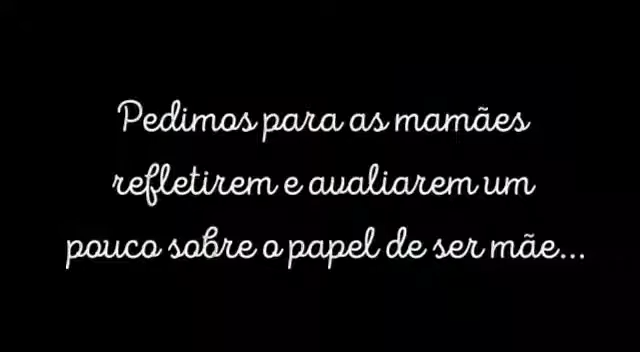 Pedimos para as mamães
refletirem e avaliarem um
pouco sobre o papel de ser mãe...